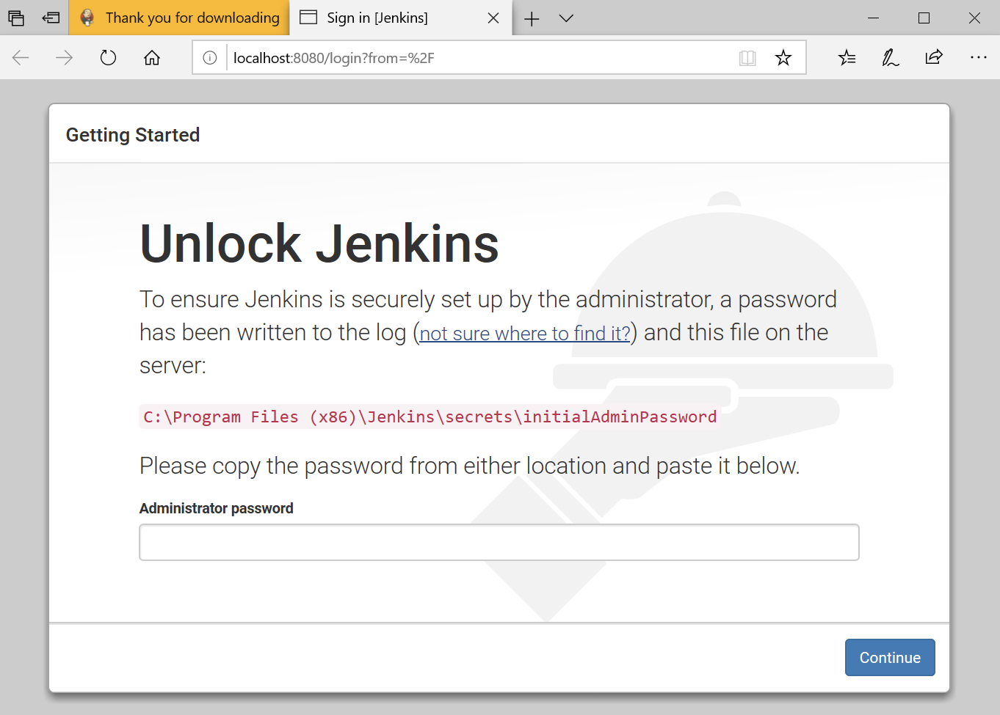 Thank you for downloading
Sign in [Jenkins]
localhost:8080/login?from=%2F
Getting Started
Unlock Jenkins
To ensure Jenkins is securely set up by the administrator, a password
has been written to the log (not sure where to find it?) and this file on the
server:
C:\Program Files (x86)\Jenkins\secrets\initialAdminPassword
Please copy the password from either location and paste it below.
Administrator password
Continue